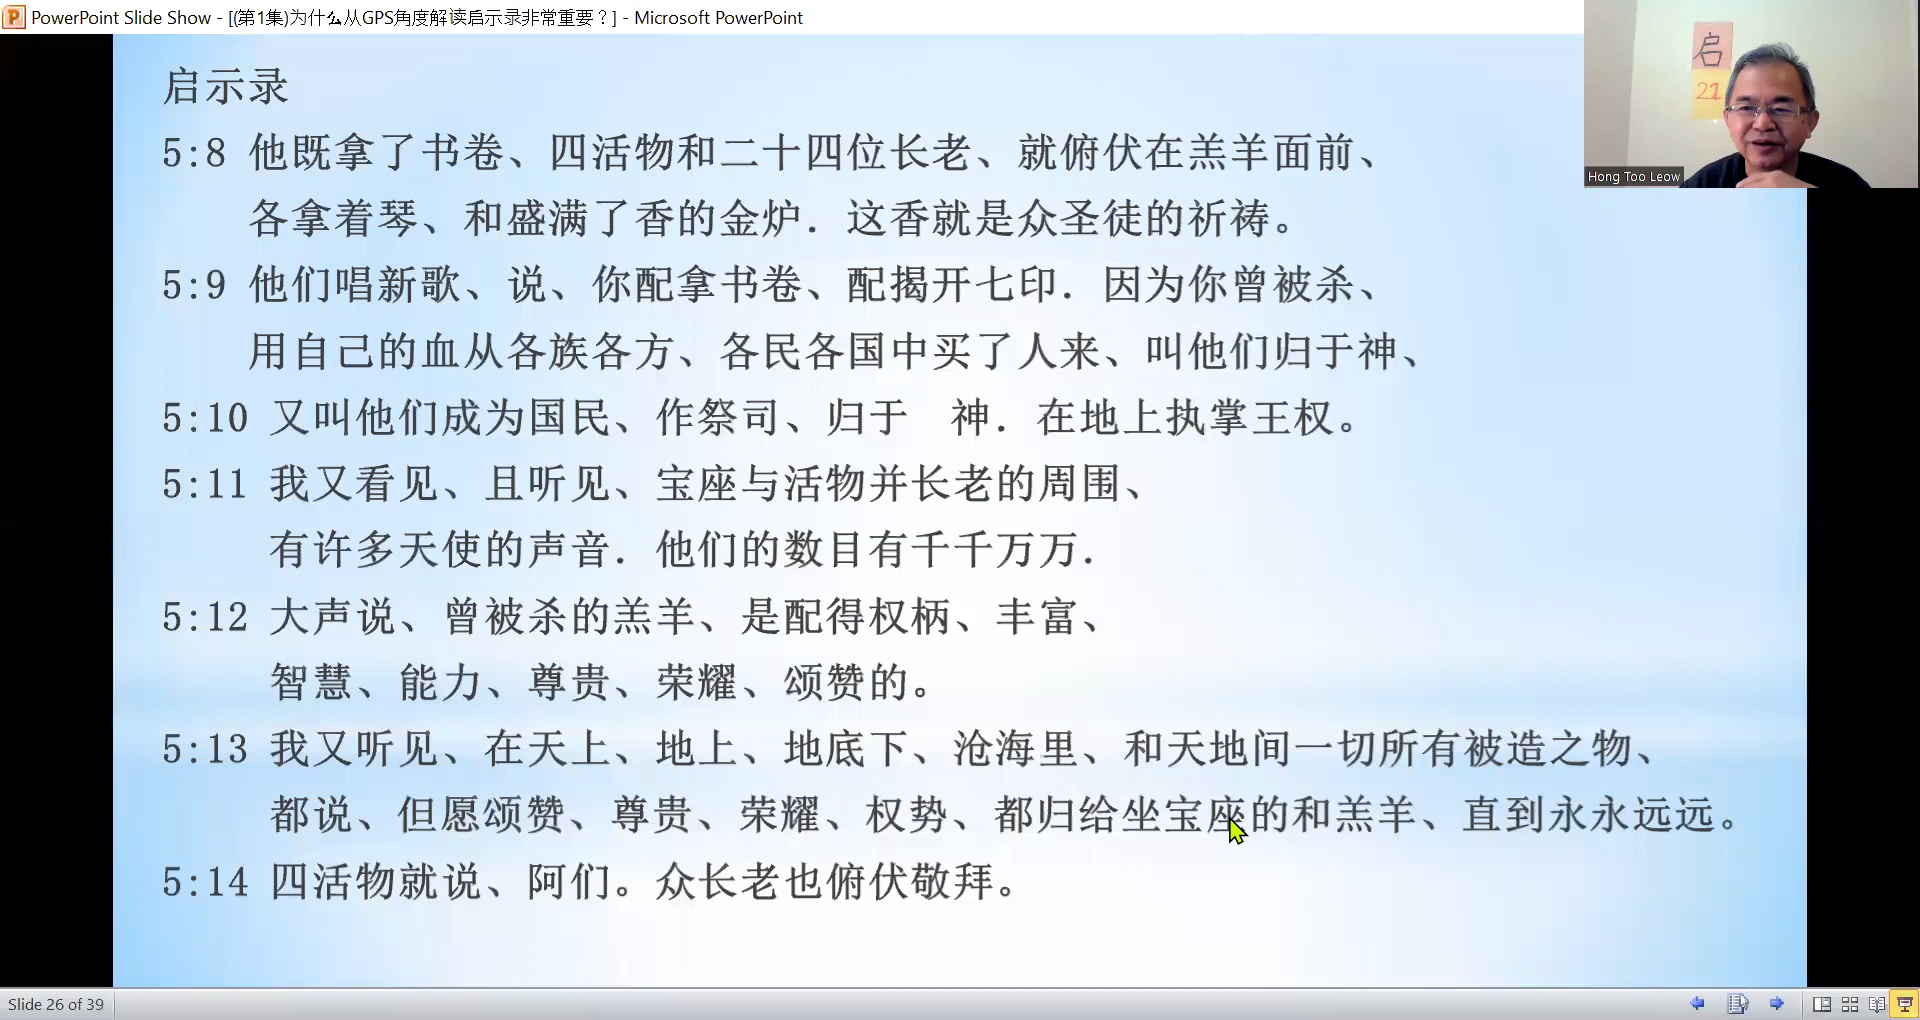 PowerPoint Slide Show - [(第1集)为什么从GPS角度解读启示录非常重要？] - Microsoft PowerPoint
启
21
Hong Too Leow
启示录
5:8 他既拿了书卷、四活物和二十四位长老、就俯伏在羔羊面前、
各拿着琴、和盛满了香的金炉．这香就是众圣徒的祈祷。
5:9 他们唱新歌、说、你配拿书卷、配揭开七印．因为你曾被杀、
用自己的血从各族各方、各民各国中买了人来、叫他们归于神、
5:10 又叫他们成为国民、作祭司、归于　神．在地上执掌王权。
5:11 我又看见、且听见、宝座与活物并长老的周围、
有许多天使的声音．他们的数目有千千万万．
5:12 大声说、曾被杀的羔羊、是配得权柄、丰富、
智慧、能力、尊贵、荣耀、颂赞的。
5:13 我又听见、在天上、地上、地底下、沧海里、和天地间一切所有被造之物、
都说、但愿颂赞、尊贵、荣耀、权势、都归给坐宝座的和羔羊、直到永永远远。
5:14 四活物就说、阿们。众长老也俯伏敬拜。
Slide 26 of 39